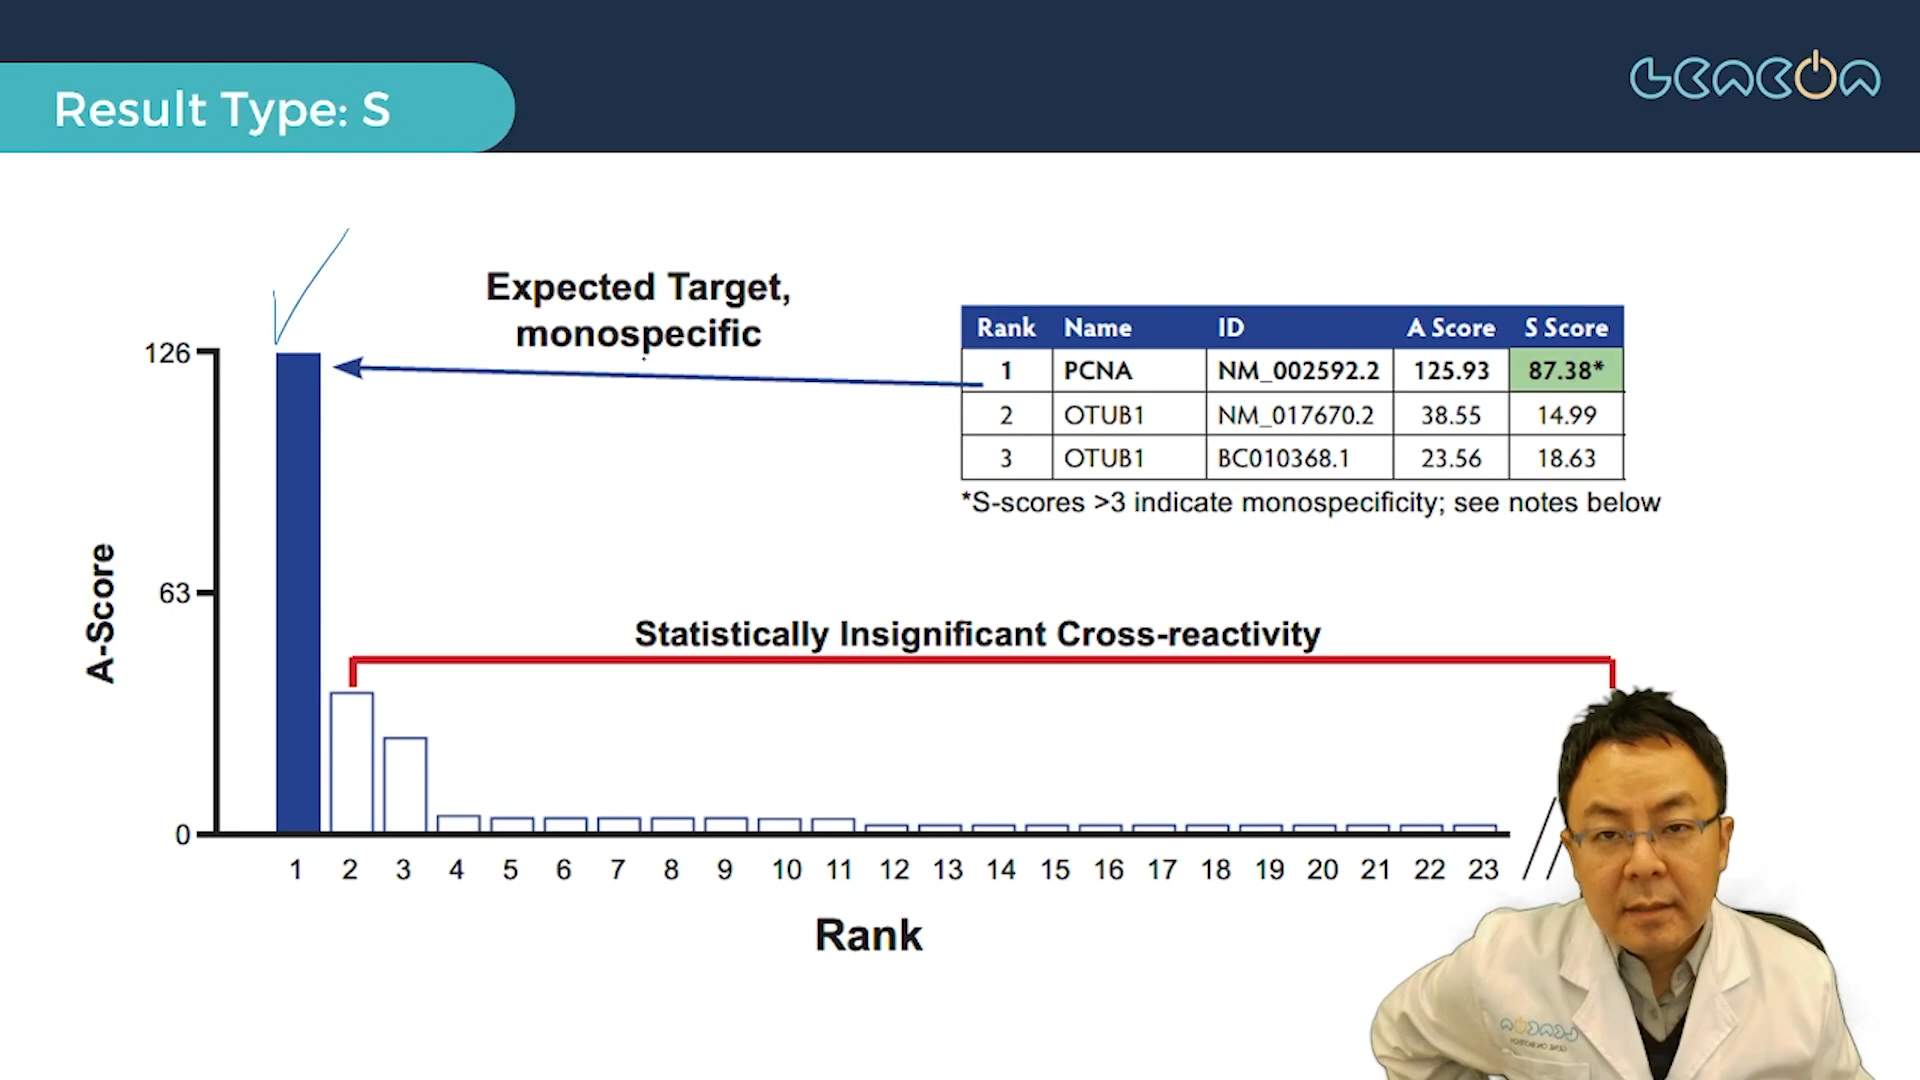 Result Type: S
GENEON
Expected Target,
monospecific
Rank Name ID A Score S Score
1 PCNA NM_002592.2 125.93 87.38*
2 OTUB1 NM_017670.2 38.55 14.99
3 OTUB1 BC010368.1 23.56 18.63
*S-scores >3 indicate monospecificity; see notes below
126
63
0
A-Score
Statistically Insignificant Cross-reactivity
1 2 3 4 5 6 7 8 9 10 11 12 13 14 15 16 17 18 19 20 21 22 23
Rank